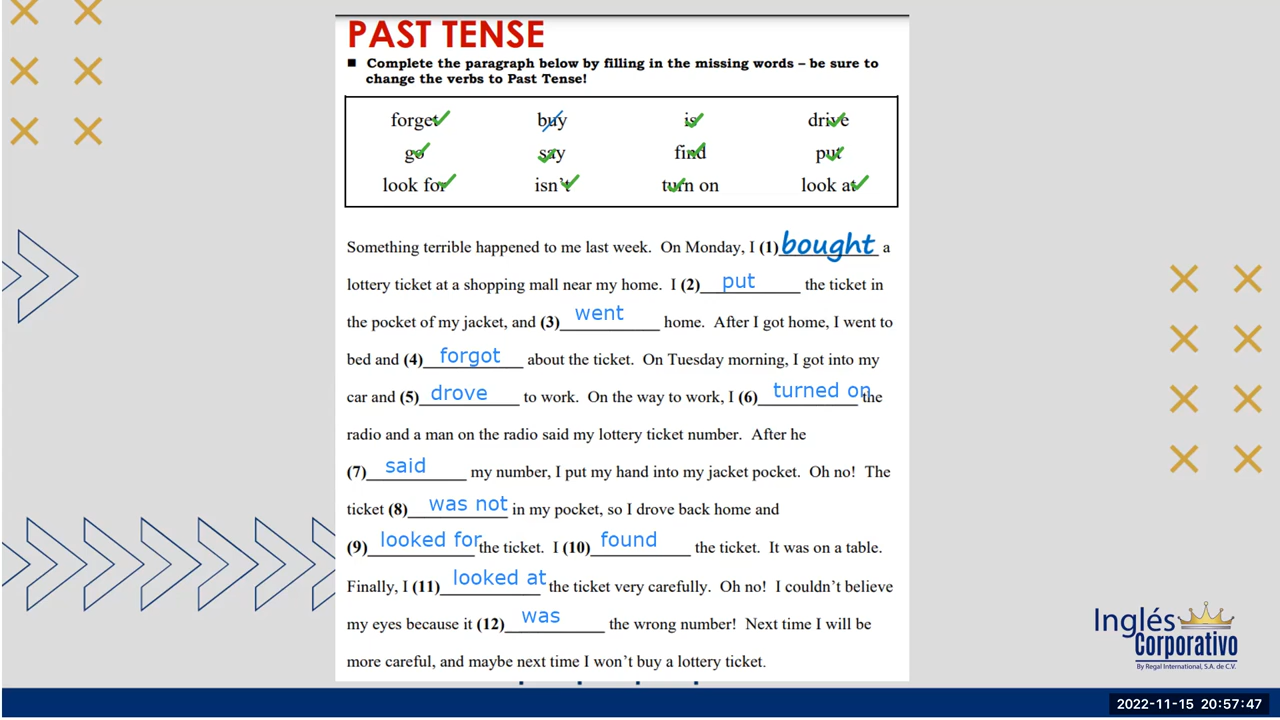 PAST TENSE
■ Complete the paragraph below by filling in the missing words – be sure to
change the verbs to Past Tense!
forget buy is drive
go say find put
look for isn't turn on look at
Something terrible happened to me last week. On Monday, I (1) bought a
lottery ticket at a shopping mall near my home. I (2) put the ticket in
the pocket of my jacket, and (3) went home. After I got home, I went to
bed and (4) forgot about the ticket. On Tuesday morning, I got into my
car and (5) drove to work. On the way to work, I (6) turned on the
radio and a man on the radio said my lottery ticket number. After he
(7) said my number, I put my hand into my jacket pocket. Oh no! The
ticket (8) was not in my pocket, so I drove back home and
(9) looked for the ticket. I (10) found the ticket. It was on a table.
Finally, I (11) looked at the ticket very carefully. Oh no! I couldn't believe
my eyes because it (12) was the wrong number! Next time I will be
more careful, and maybe next time I won't buy a lottery ticket.
Inglés
Corporativo
By Regal International, S.A. de C.V.
2022-11-15 20:57:47